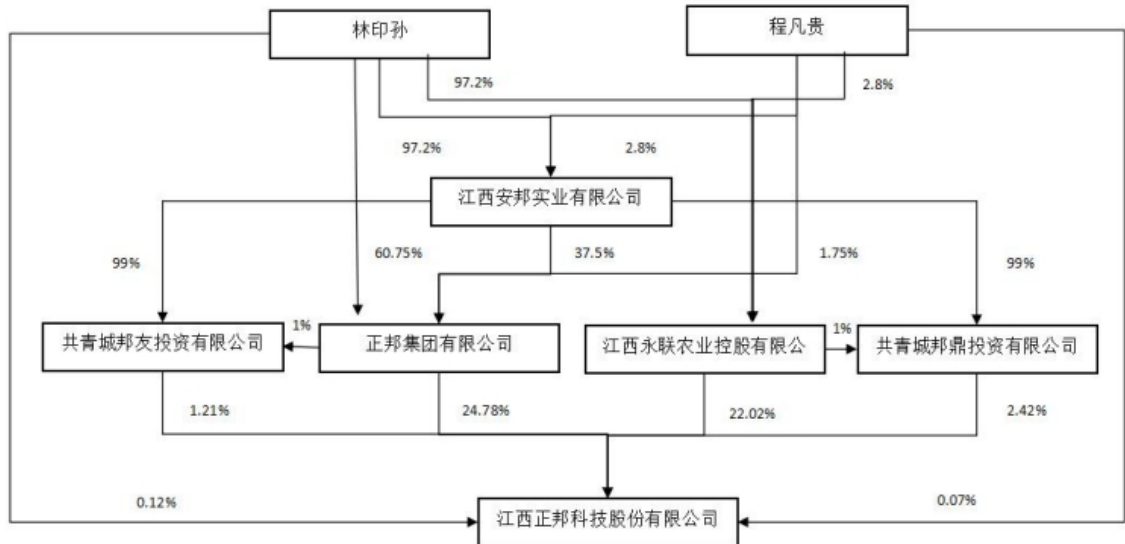 林印孙
程凡贵
97.2%
2.8%
97.2%
2.8%
江西安邦实业有限公司
99%
60.75%
37.5%
1.75%
99%
共青城邦友投资有限公司
1%
正邦集团有限公司
江西永联农业控股有限公
1%
共青城邦鼎投资有限公司
1.21%
24.78%
22.02%
2.42%
0.12%
江西正邦科技股份有限公司
0.07%